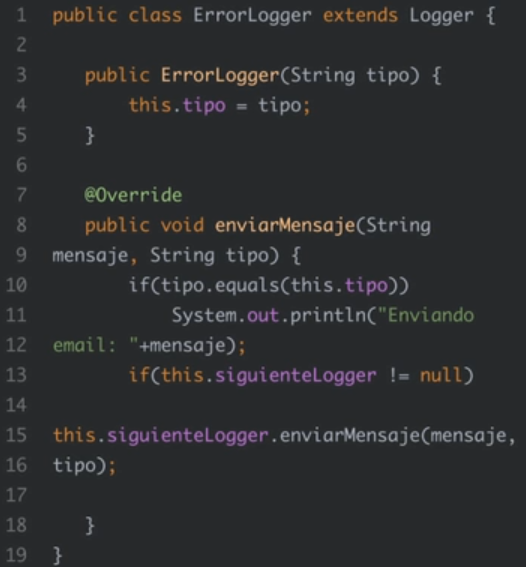 1 public class ErrorLogger extends Logger {
2
3 public ErrorLogger(String tipo) {
4 this.tipo = tipo;
5 }
6
7 @Override
8 public void enviarMensaje(String
9 mensaje, String tipo) {
10 if(tipo.equals(this.tipo))
11 System.out.println("Enviando
12 email: "+mensaje);
13 if(this.siguienteLogger != null)
14
15 this.siguienteLogger.enviarMensaje(mensaje,
16 tipo);
17
18 }
19 }